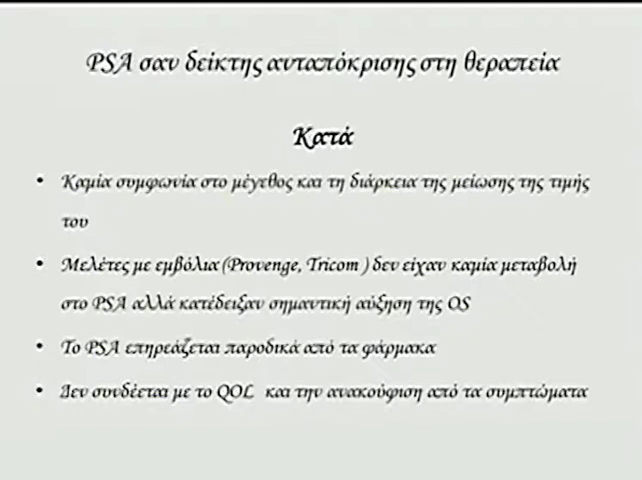 PSA σαν δείκτης ανταπόκρισης στη θεραπεία
Κατά
• Καμία συμφωνία στο μέγεθος και τη διάρκεια της μείωσης της τιμής
του
• Μελέτες με εμβόλια (Provenge, Tricom ) δεν είχαν καμία μεταβολή
στο PSA αλλά κατέδειξαν σημαντική αύξηση της OS
• Το PSA επηρεάζεται παροδικά από τα φάρμακα
• Δεν συνδέεται με το QOL και την ανακούφιση από τα συμπτώματα